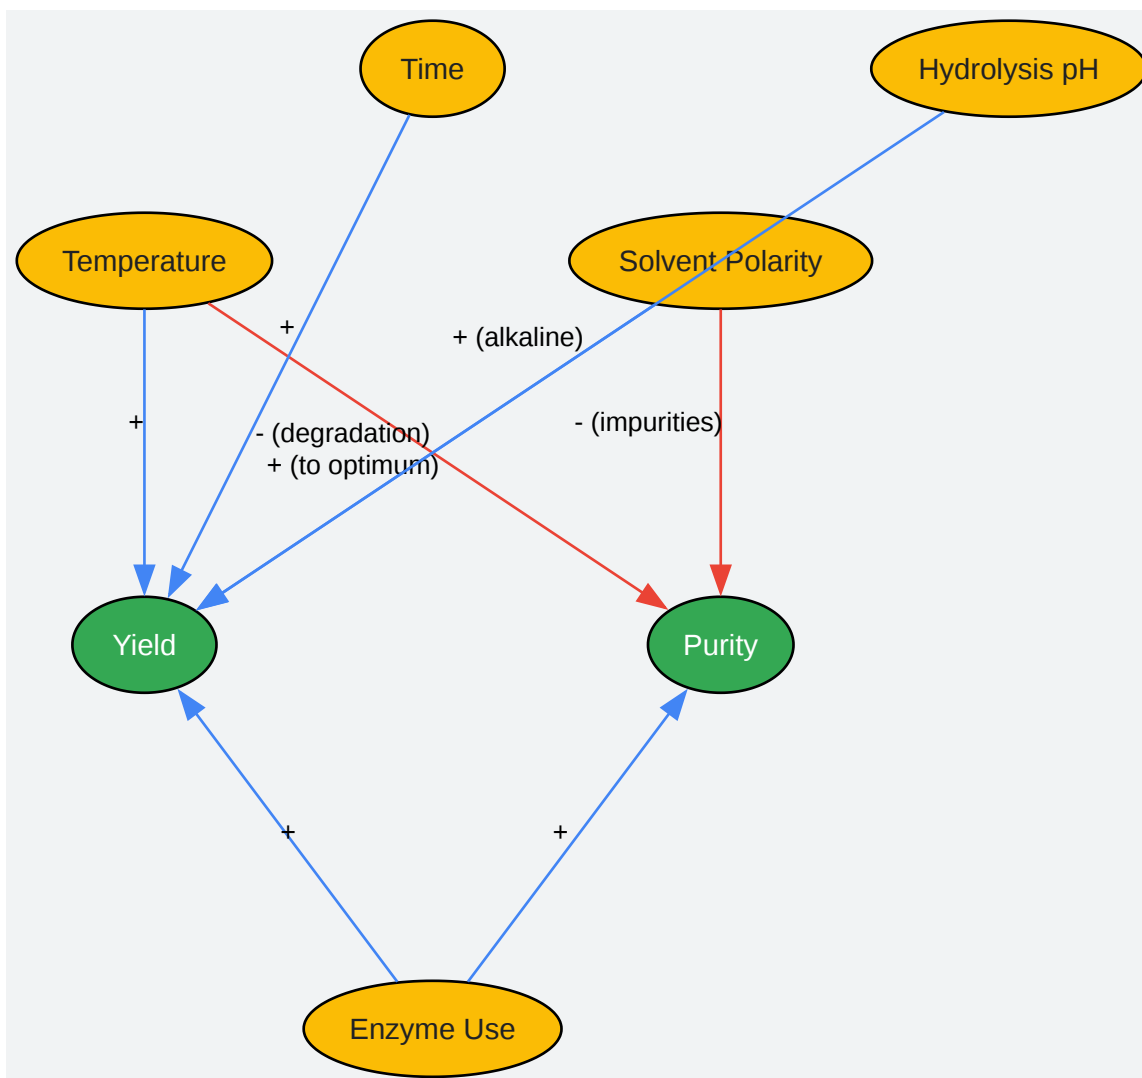 Time
Hydrolysis pH
Temperature
Solvent Polarity
+
+ (alkaline)
+
- (degradation)
- (impurities)
+ (to optimum)
Yield
Purity
+
+
Enzyme Use